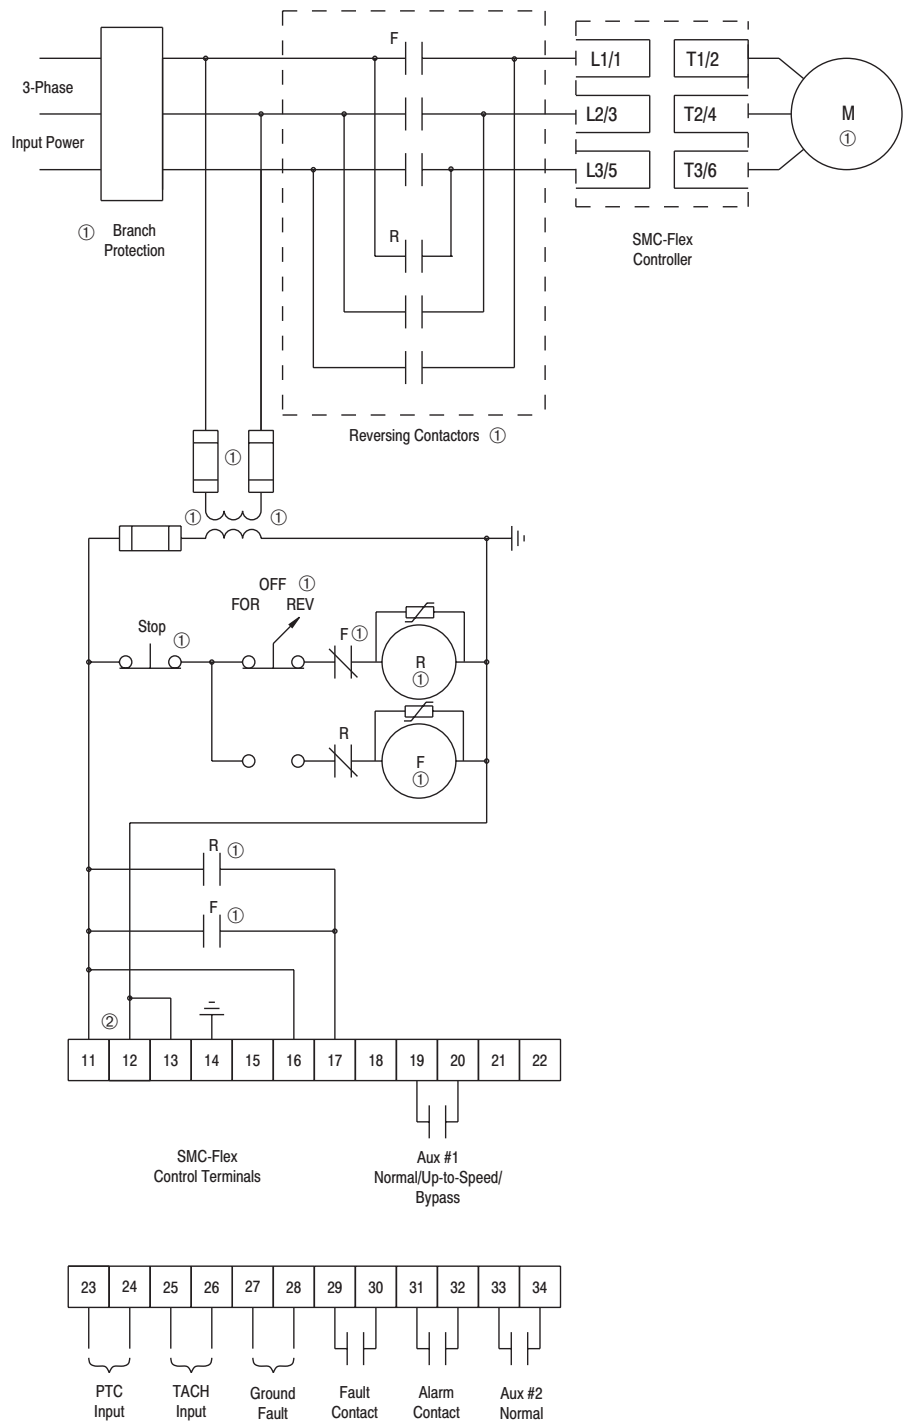 F
L1/1 T1/2
3-Phase
L2/3 T2/4 M
①
Input Power
L3/5 T3/6
① Branch
Protection
R
SMC-Flex
Controller
Reversing Contactors ①
①
① ①
OFF ①
FOR REV
Stop ①
F ①
R
①
R
F
①
R ①
F ①
②
11 12 13 14 15 16 17 18 19 20 21 22
SMC-Flex
Control Terminals
Aux #1
Normal/Up-to-Speed/
Bypass
23 24 25 26 27 28 29 30 31 32 33 34
PTC
Input
TACH
Input
Ground
Fault
Fault
Contact
Alarm
Contact
Aux #2
Normal